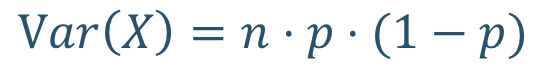 Var(X) = n · p · (1 − p)